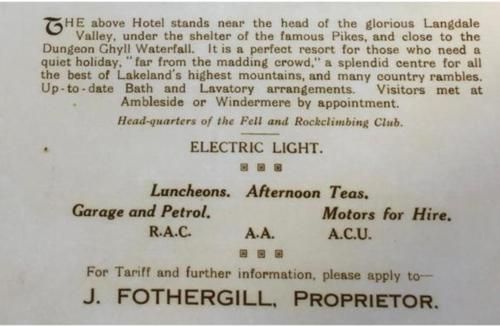 THE above Hotel stands near the head of the glorious Langdale
Valley, under the shelter of the famous Pikes, and close to the
Dungeon Ghyll Waterfall. It is a perfect resort for those who need a
quiet holiday, "far from the madding crowd," a splendid centre for all
the best of Lakeland's highest mountains, and many country rambles.
Up-to-date Bath and Lavatory arrangements. Visitors met at
Ambleside or Windermere by appointment.
Head-quarters of the Fell and Rockclimbing Club.
ELECTRIC LIGHT.
Luncheons. Afternoon Teas.
Garage and Petrol. Motors for Hire.
R.A.C. A.A. A.C.U.
For Tariff and further information, please apply to—
J. FOTHERGILL, PROPRIETOR.